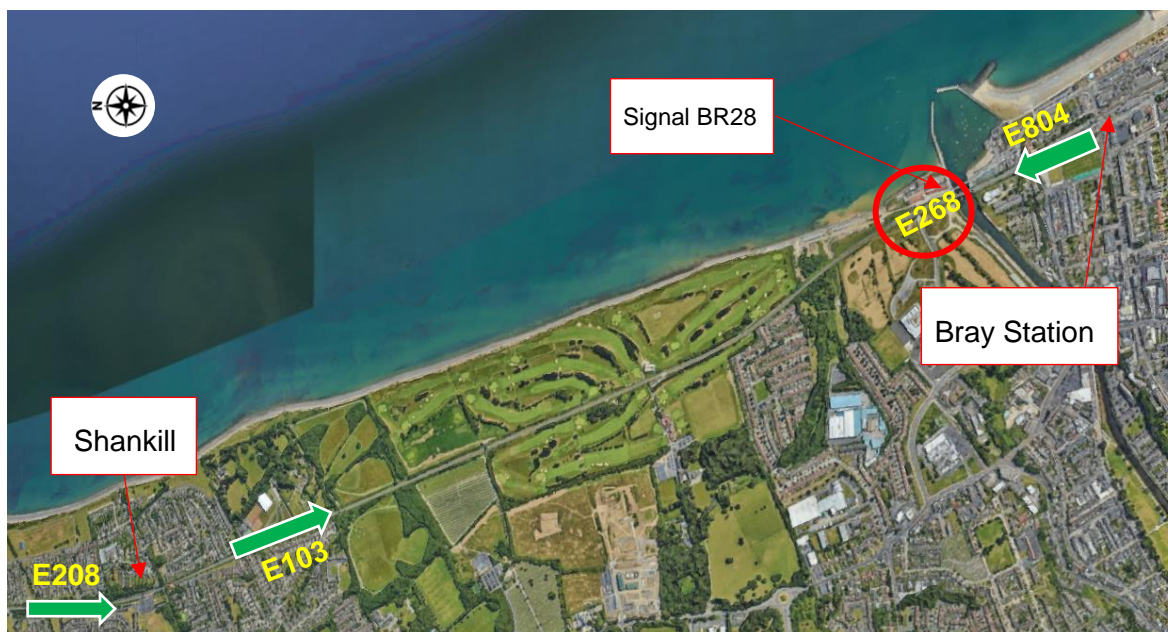 N
Signal BR28
E804
E268
Bray Station
Shankill
E103
E208